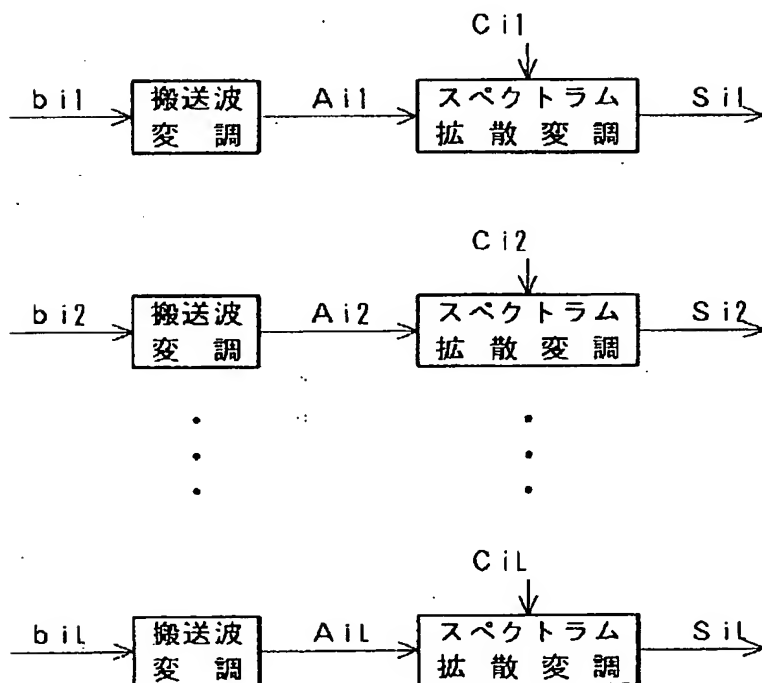 Ci1
bi1
搬送波
変調
Ai1
スペクトラム
拡散変調
Si1
Ci2
bi2
搬送波
変調
Ai2
スペクトラム
拡散変調
Si2
CiL
biL
搬送波
変調
AiL
スペクトラム
拡散変調
SiL